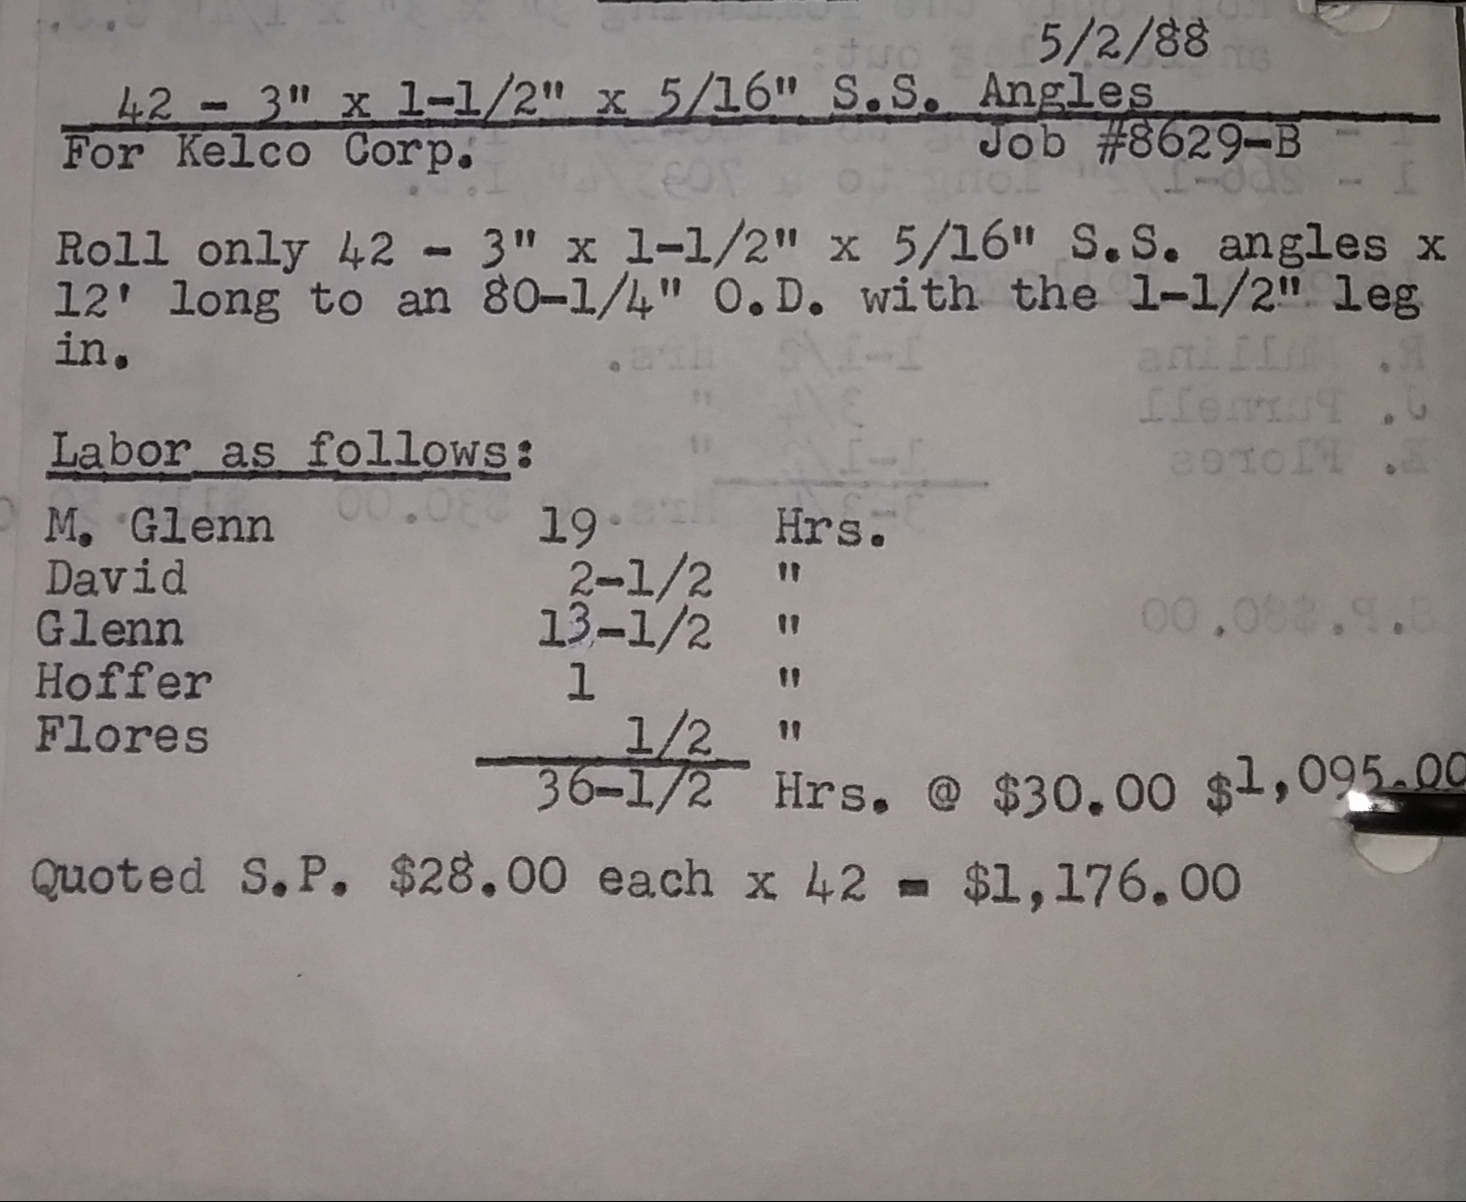 5/2/88
42 - 3" x 1-1/2" x 5/16" S.S. Angles
For Kelco Corp. Job #8629-B
Roll only 42 - 3" x 1-1/2" x 5/16" S.S. angles x
12' long to an 80-1/4" O.D. with the 1-1/2" leg
in.
Labor as follows:
M. Glenn 19 Hrs.
David 2-1/2 "
Glenn 13-1/2 "
Hoffer 1 "
Flores 1/2 "
36-1/2 Hrs. @ $30.00 $1,095.00
Quoted S.P. $28.00 each x 42 = $1,176.00